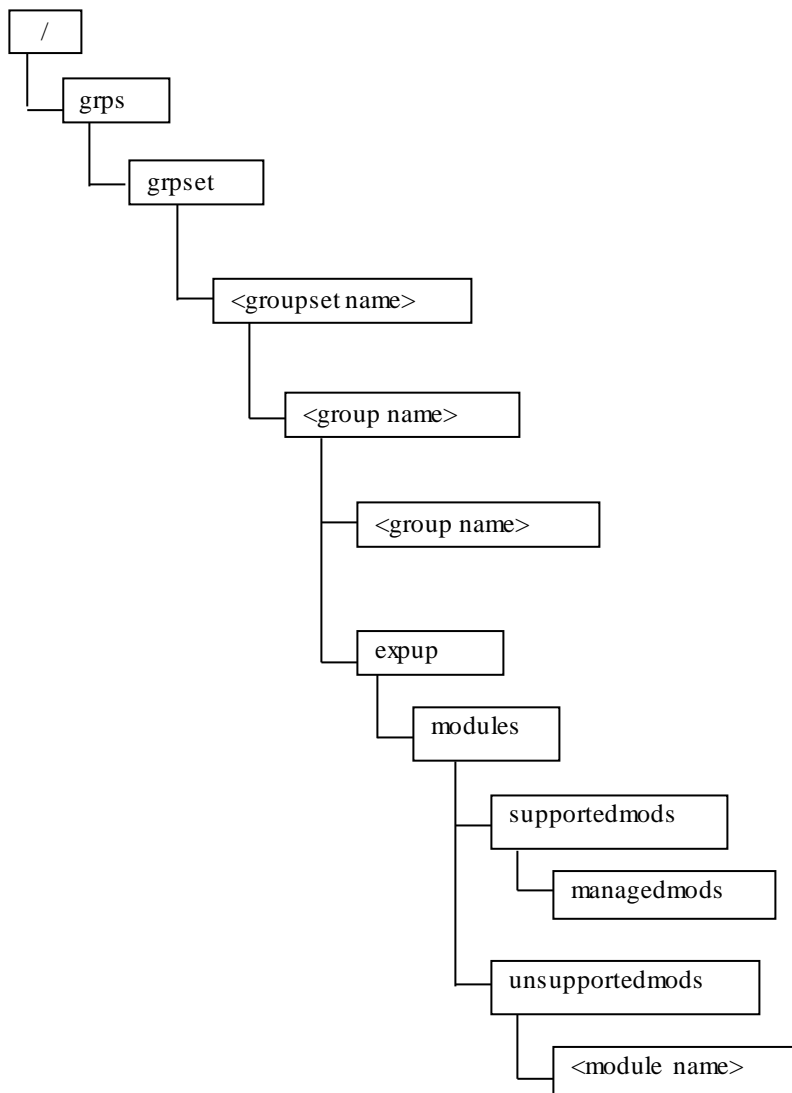 /
grps
grpset
<groupset name>
<group name>
<group name>
expup
modules
supportedmods
managedmods
unsupportedmods
<module name>